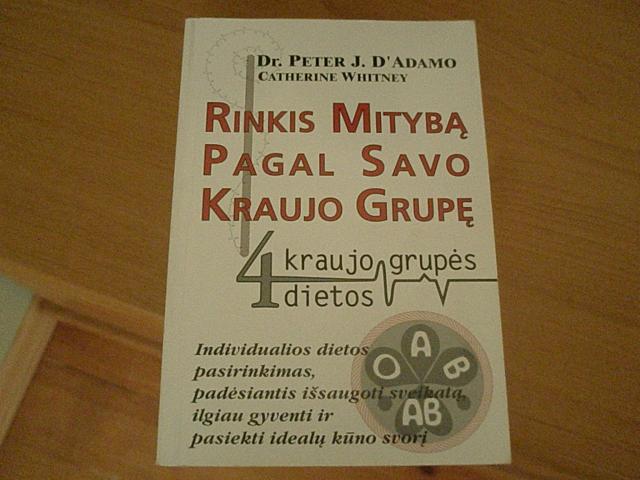 Dr. PETER J. D'ADAMO
CATHERINE WHITNEY
RINKIS MITYBĄ
PAGAL SAVO
KRAUJO GRUPĘ
4 kraujo grupės
dietos
Individualios dietos
pasirinkimas,
padėsiantis išsaugoti sveikatą,
ilgiau gyventi ir
pasiekti idealų kūno svorį
O A B
AB